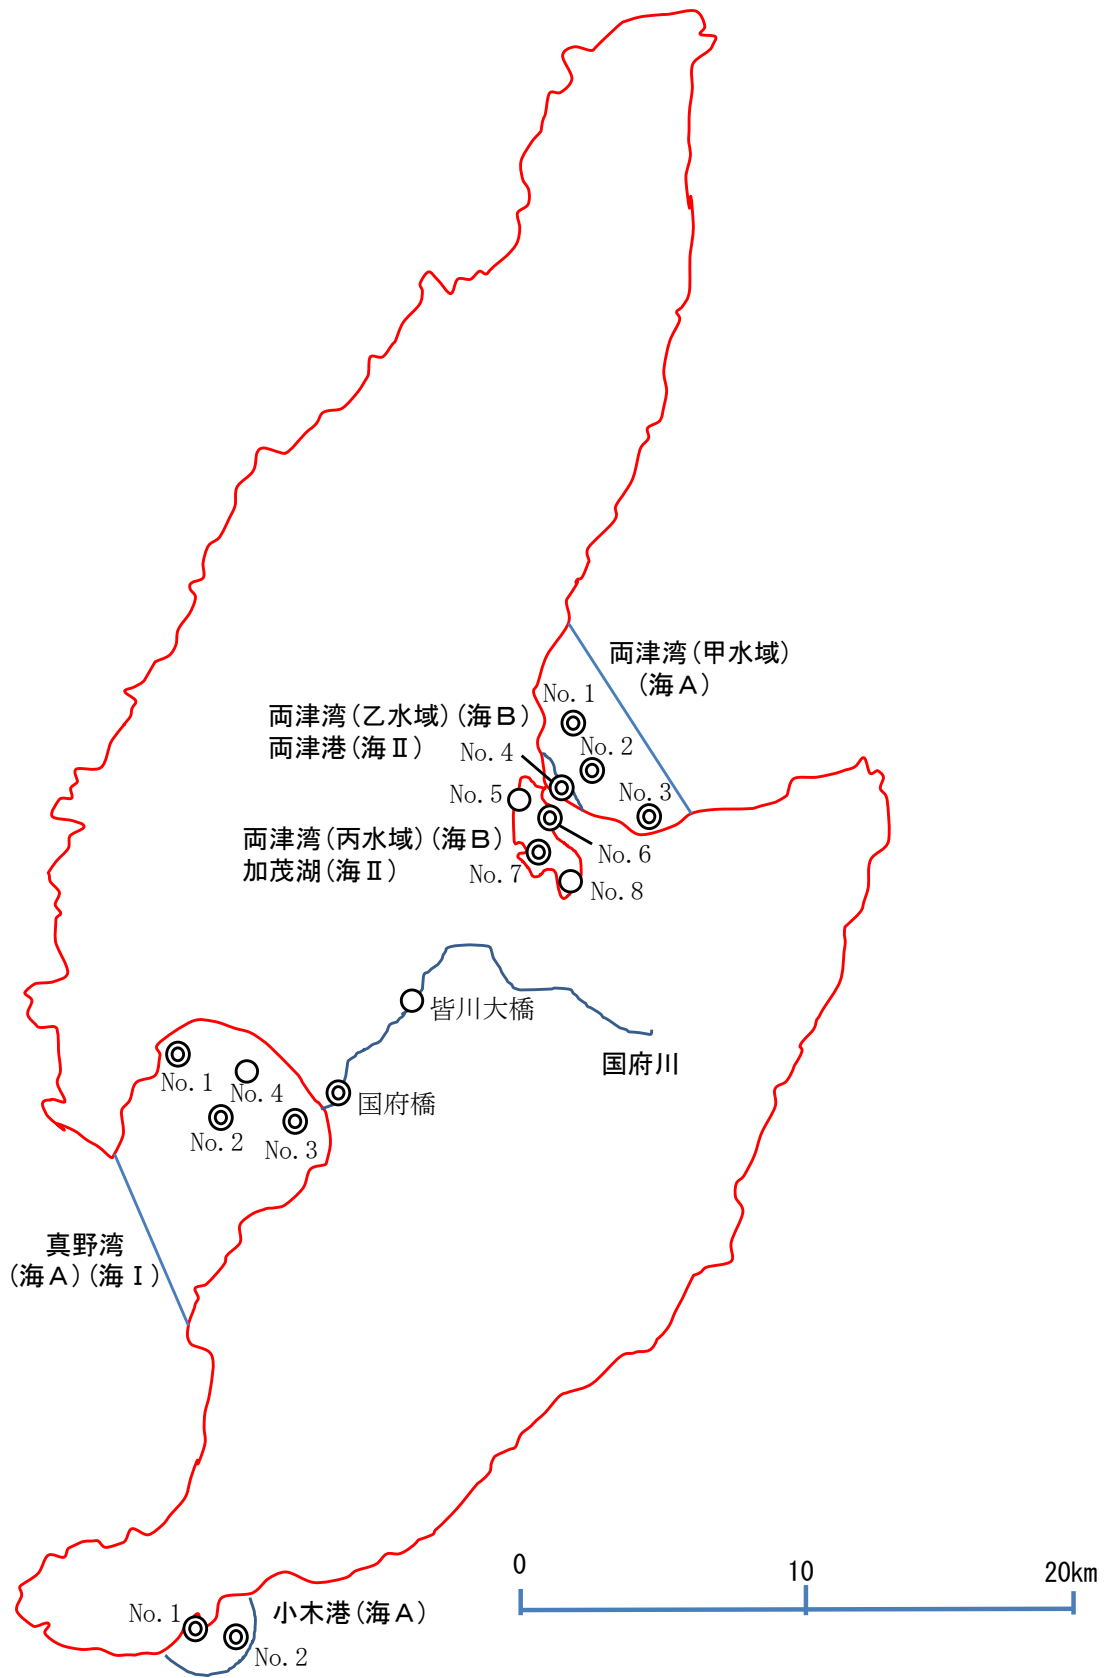 両津湾(甲水域)
(海A)
No.1
両津湾(乙水域)(海B)
両津港(海Ⅱ)
No.4
No.2
No.5
No.3
両津湾(丙水域)(海B)
加茂湖(海Ⅱ)
No.6
No.7
No.8
皆川大橋
国府川
No.1
No.4
国府橋
No.2
No.3
真野湾
(海A)(海Ⅰ)
0
10
20km
No.1
小木港(海A)
No.2